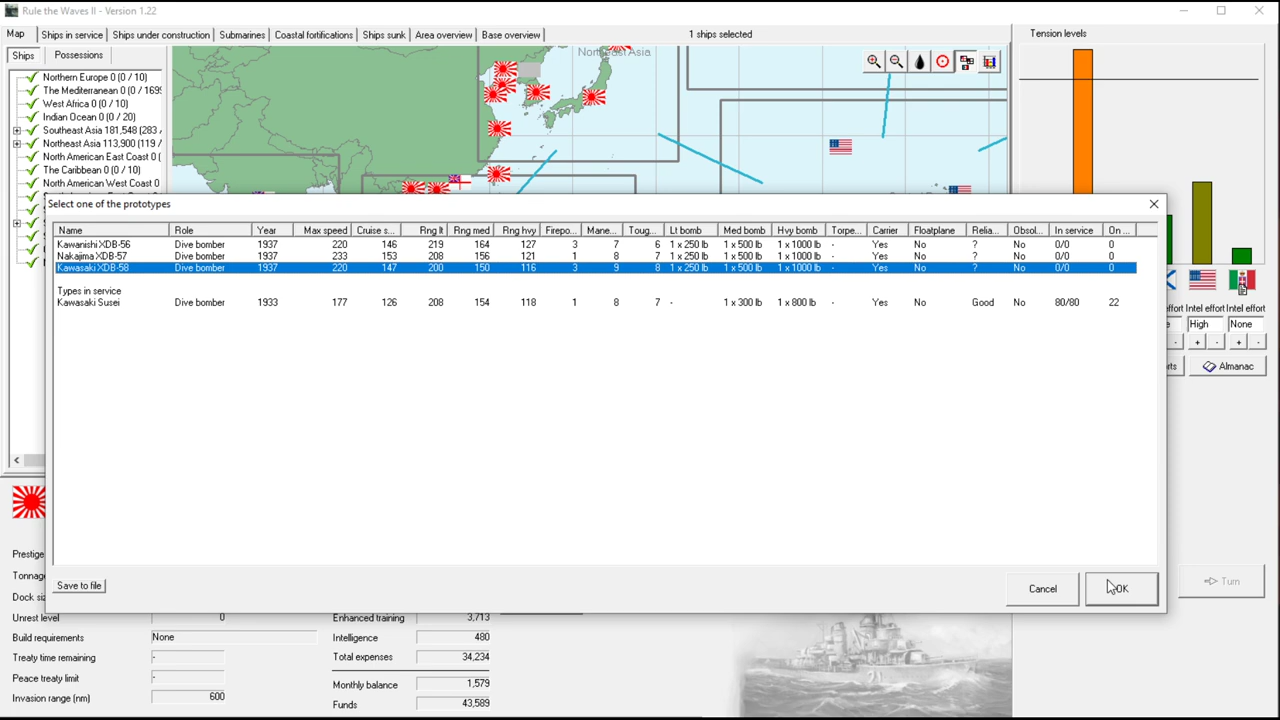 Rule the Waves II - Version 1.22
Map Ships in service Ships under construction Submarines Coastal fortifications Ships sunk Area overview Base overview 1 ships selected Tension levels
Ships Possessions
Northeast Asia
Northern Europe 0 (0 / 10)
The Mediterranean 0 (0 / 169
West Africa 0 (0 / 10)
Indian Ocean 0 (0 / 20)
Southeast Asia 181,548 (283 /
Northeast Asia 113,900 (119 /
North American East Coast 0 (
The Caribbean 0 (0 / 10)
North American West Coast 0
Select one of the prototypes
Name Role Year Max speed Cruise s... Rng lt Rng med Rng hvy Firepo... Mane... Toug... Lt bomb Med bomb Hvy bomb Torpe... Carrier Floatplane Relia... Obsol... In service On ...
Kawanishi XDB-56 Dive bomber 1937 220 146 219 164 127 3 7 6 1 x 250 lb 1 x 500 lb 1 x 1000 lb - Yes No ? No 0/0 0
Nakajima XDB-57 Dive bomber 1937 233 153 208 156 121 1 8 7 1 x 250 lb 1 x 500 lb 1 x 1000 lb - Yes No ? No 0/0 0
Kawasaki XDB-58 Dive bomber 1937 220 147 200 150 116 3 9 8 1 x 250 lb 1 x 500 lb 1 x 1000 lb - Yes No ? No 0/0 0
Types in service
Kawasaki Susei Dive bomber 1933 177 126 208 154 118 1 8 7 - 1 x 300 lb 1 x 800 lb - Yes No Good No 80/80 22
ffort Intel effort Intel effort
High None
+ - + -
rts Almanac
Save to file Cancel OK
Turn
Prestige
Tonnag
Dock siz
Unrest level 0
Build requirements None
Treaty time remaining -
Peace treaty limit -
Invasion range (nm) 600
Enhanced training 3,713
Intelligence 480
Total expenses 34,234
Monthly balance 1,579
Funds 43,589